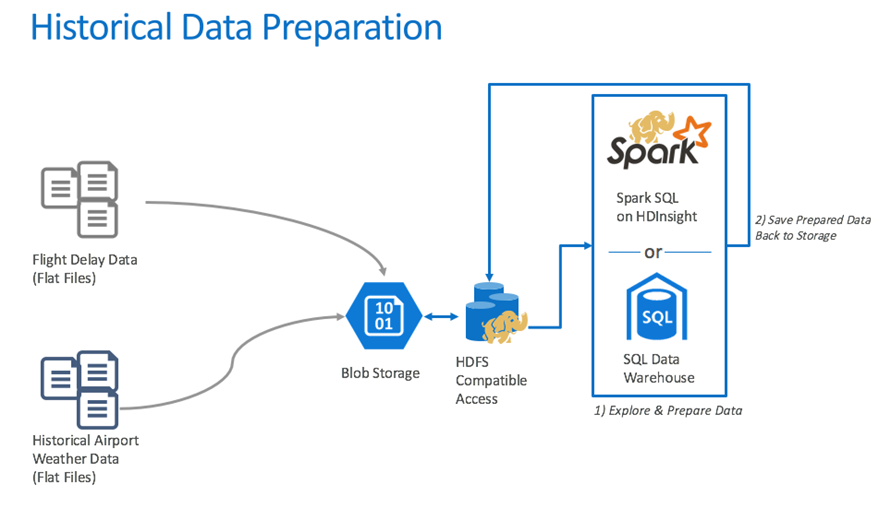 Historical Data Preparation
Flight Delay Data
(Flat Files)
Historical Airport
Weather Data
(Flat Files)
10
01
Blob Storage
HDFS
Compatible
Access
Spark
Spark SQL
on HDInsight
or
SQL
SQL Data
Warehouse
1) Explore & Prepare Data
2) Save Prepared Data
Back to Storage